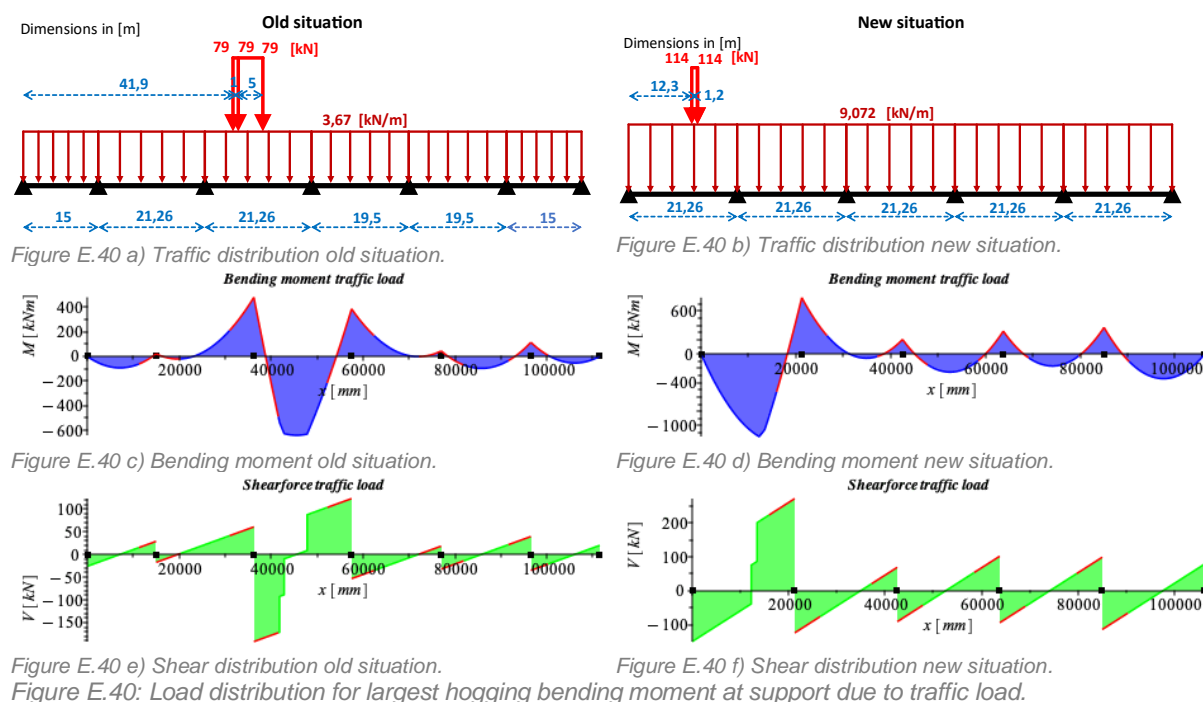 Old situation
Dimensions in [m]
79 79 79 [kN]
41,9 1 5
3,67 [kN/m]
15 21,26 21,26 19,5 19,5 15
Figure E.40 a) Traffic distribution old situation.
New situation
Dimensions in [m]
114 114 [kN]
12,3 1,2
9,072 [kN/m]
21,26 21,26 21,26 21,26 21,26
Figure E.40 b) Traffic distribution new situation.
Bending moment traffic load
M [kNm]
400
200
0
−200
−400
−600
20000 40000 60000 80000 100000
x [mm]
Figure E.40 c) Bending moment old situation.
Bending moment traffic load
M [kNm]
600
0
−400
−1000
20000 40000 60000 80000 100000
x [mm]
Figure E.40 d) Bending moment new situation.
Shearforce traffic load
V [kN]
100
50
0
−50
−100
−150
20000 40000 60000 80000 100000
x [mm]
Figure E.40 e) Shear distribution old situation.
Shearforce traffic load
V [kN]
200
100
0
−100
20000 40000 60000 80000 100000
x [mm]
Figure E.40 f) Shear distribution new situation.
Figure E.40: Load distribution for largest hogging bending moment at support due to traffic load.